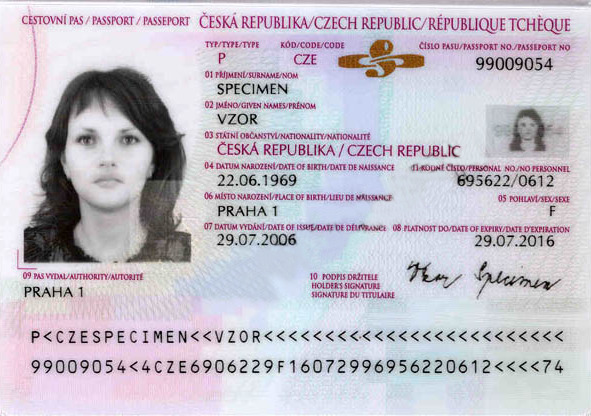 CESTOVNÍ PAS / PASSPORT / PASSEPORT ČESKÁ REPUBLIKA/CZECH REPUBLIC/RÉPUBLIQUE TCHÈQUE
TYP/TYPE/TYPE KÓD/CODE/CODE ČÍSLO PASU/PASSPORT NO./PASSEPORT NO
P CZE 99009054
01 PŘÍJMENÍ/SURNAME/NOM
SPECIMEN
02 JMÉNO/GIVEN NAMES/PRÉNOM
VZOR
03 STÁTNÍ OBČANSTVÍ/NATIONALITY/NATIONALITÉ
ČESKÁ REPUBLIKA / CZECH REPUBLIC
04 DATUM NAROZENÍ/DATE OF BIRTH/DATE DE NAISSANCE 11 RODNÉ ČÍSLO/PERSONAL NO./NO PERSONNEL
22.06.1969 695622/0612
06 MÍSTO NAROZENÍ/PLACE OF BIRTH/LIEU DE NAISSANCE 05 POHLAVÍ/SEX/SEXE
PRAHA 1 F
07 DATUM VYDÁNÍ/DATE OF ISSUE/DATE DE DÉLIVRANCE 08 PLATNOST DO/DATE OF EXPIRY/DATE D'EXPIRATION
29.07.2006 29.07.2016
09 PAS VYDAL/AUTHORITY/AUTORITÉ
PRAHA 1
10 PODPIS DRŽITELE
HOLDER'S SIGNATURE
SIGNATURE DU TITULAIRE
Vzor Specimen
P<CZESPECIMEN<<VZOR<<<<<<<<<<<<<<<<<<<<<<<<<
99009054<4CZE6906229F16072996956220612<<<<74